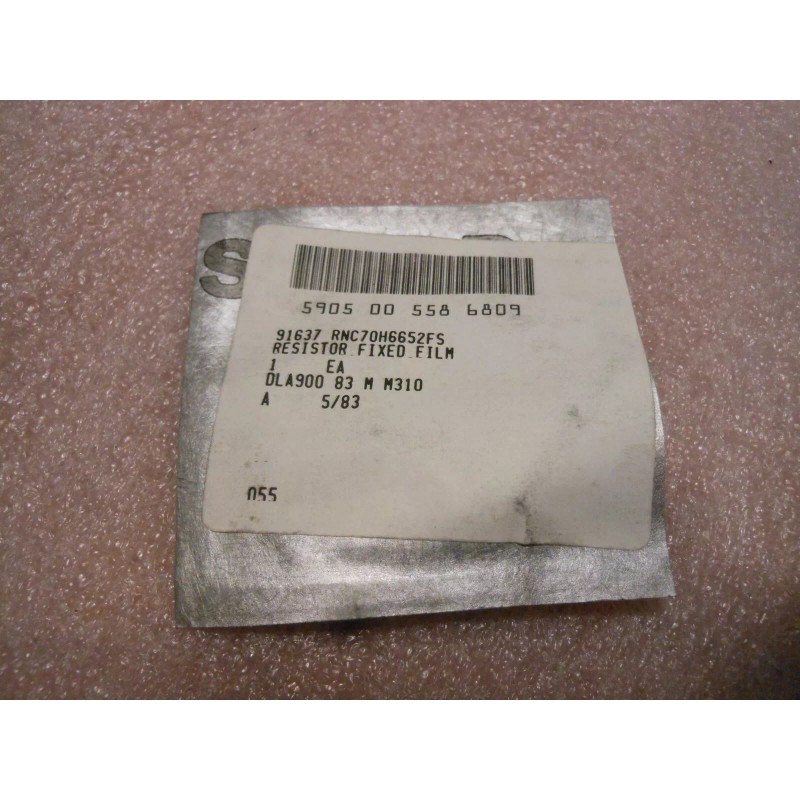 5905 00 558 6809
91637 RNC70H6652FS
RESISTOR FIXED FILM
1 EA
DLA900 83 M M310
A 5/83
055